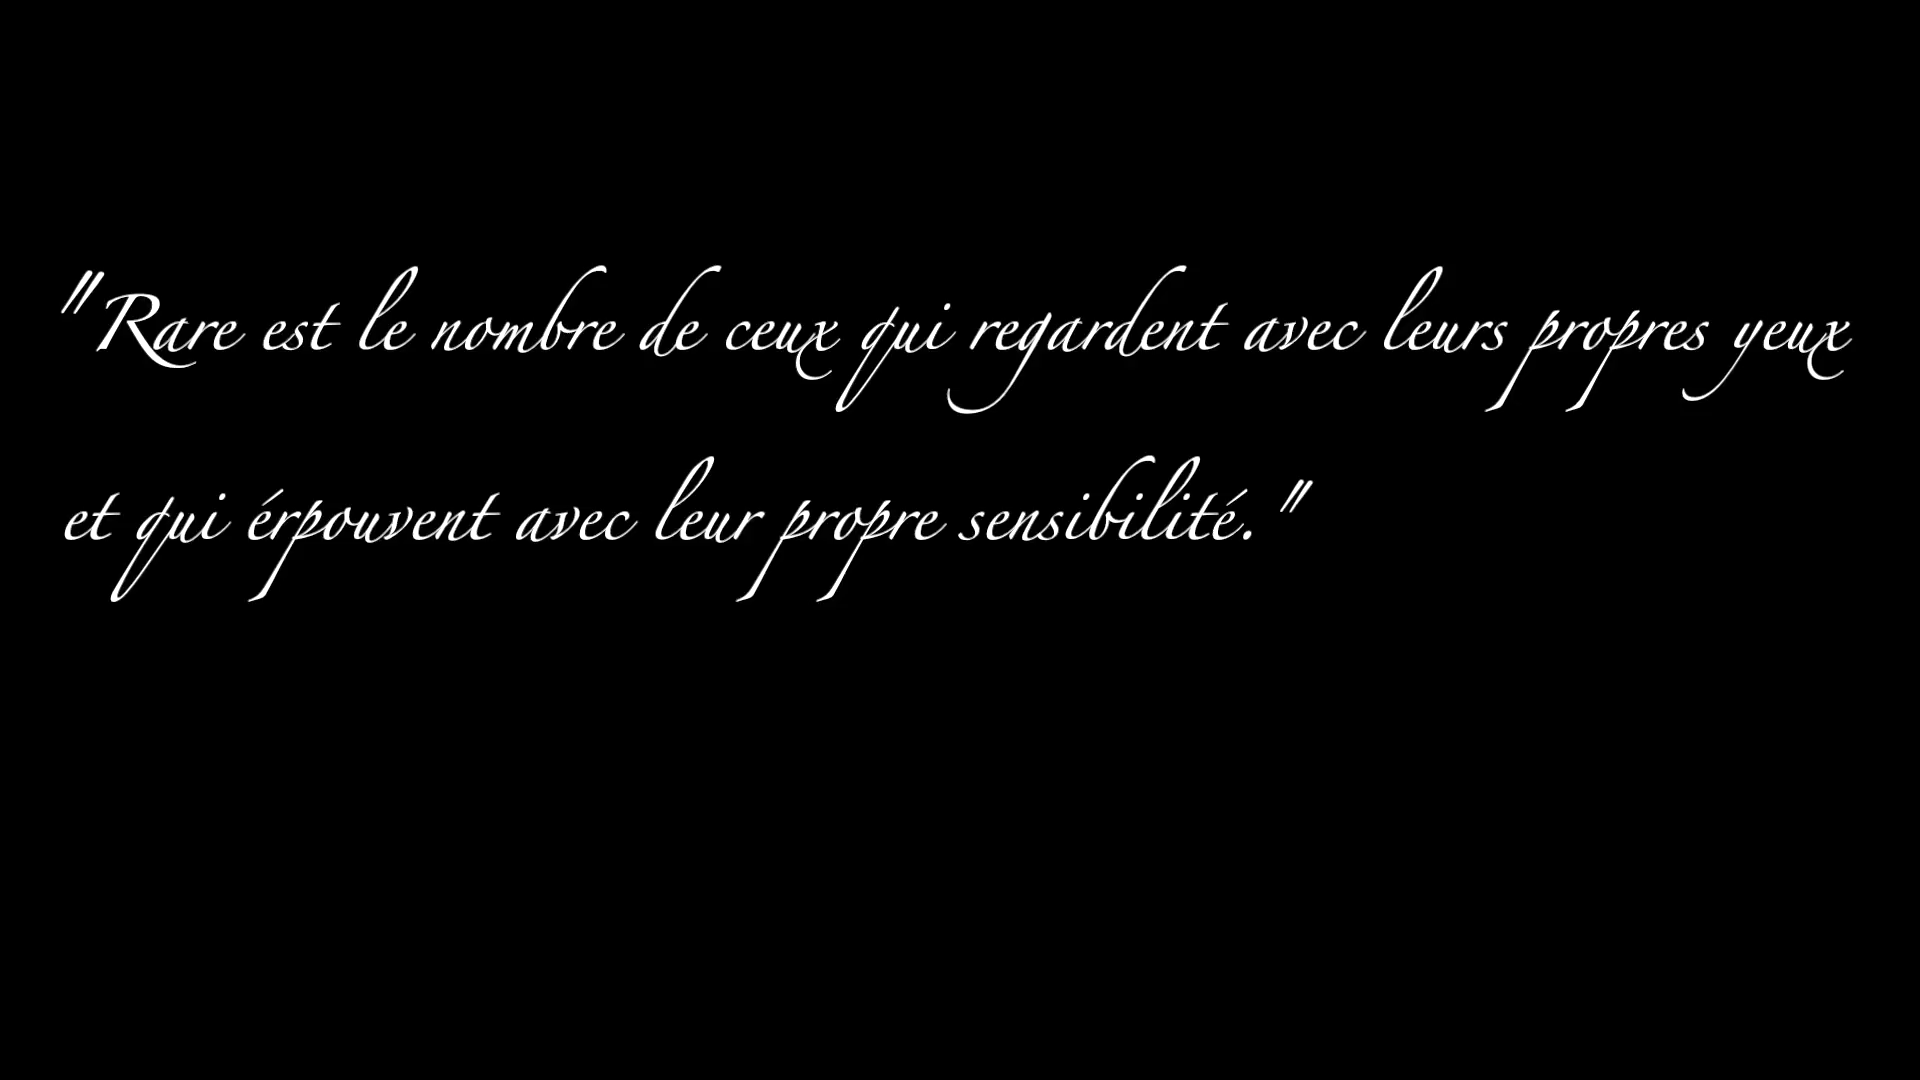 "Rare est le nombre de ceux qui regardent avec leurs propres yeux
et qui érpouvent avec leur propre sensibilité."